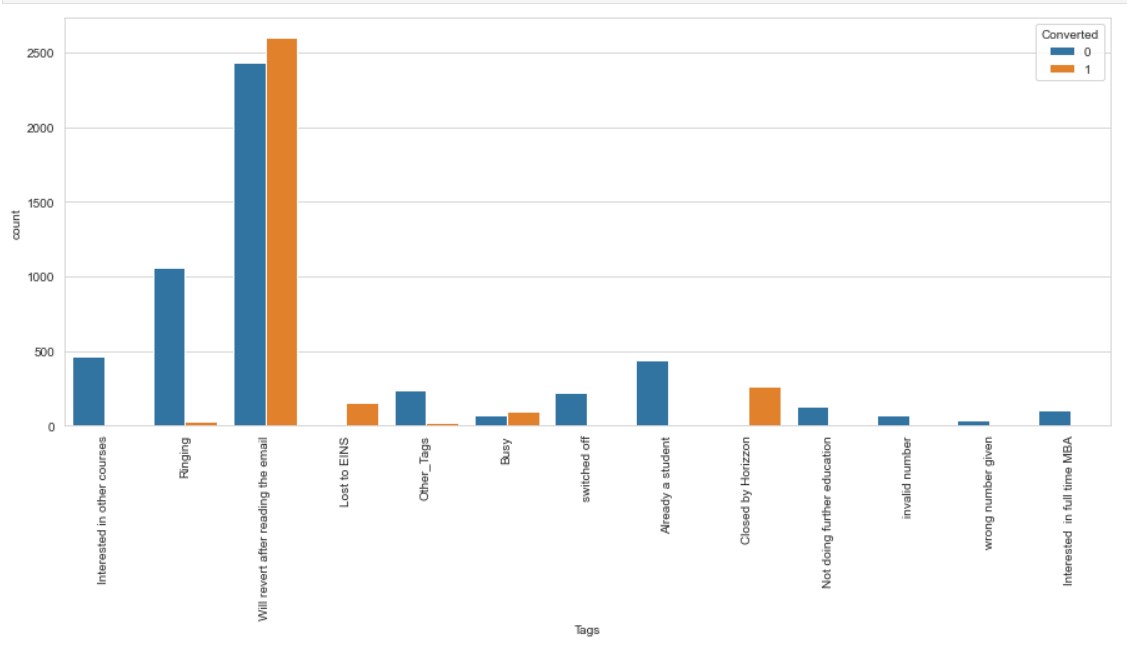 Converted
0
1
2500
2000
1500
1000
500
0
count
Interested in other courses
Ringing
Will revert after reading the email
Lost to EINS
Other_Tags
Busy
switched off
Already a student
Closed by Horizzon
Not doing further education
invalid number
wrong number given
Interested  in full time MBA
Tags